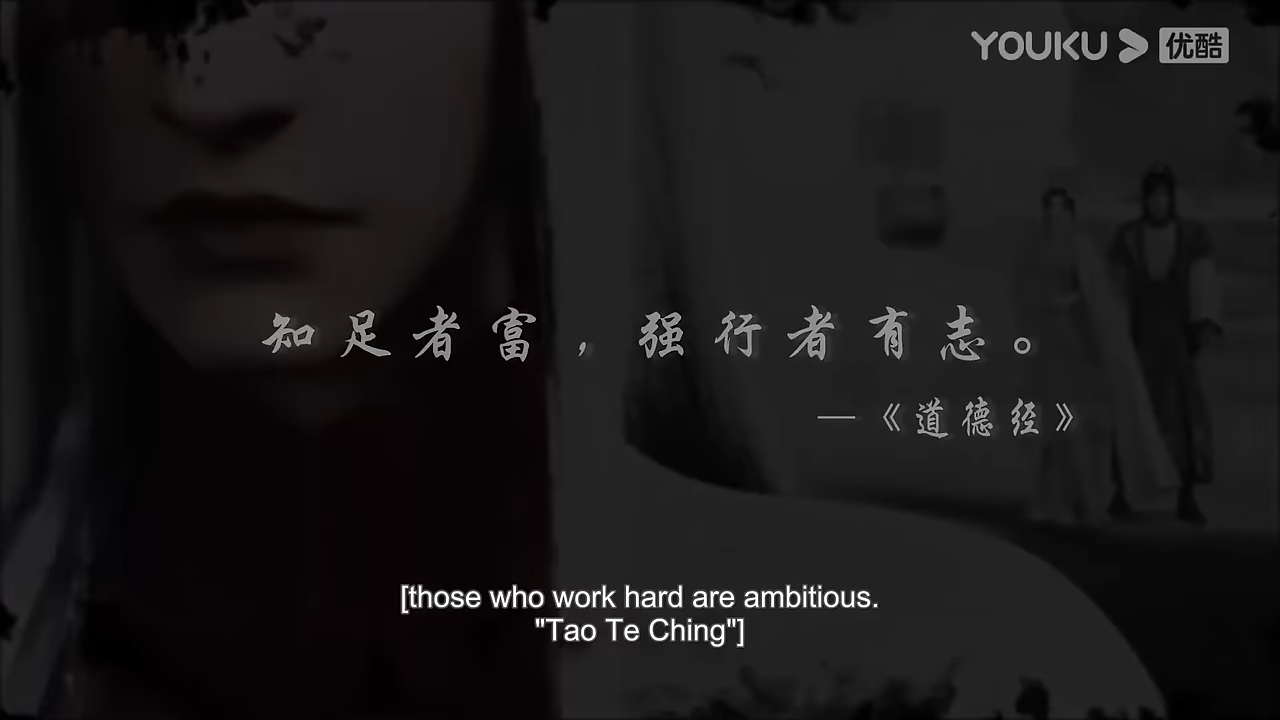 YOUKU 优酷
知足者富，强行者有志。
—《道德经》
[those who work hard are ambitious.
"Tao Te Ching"]